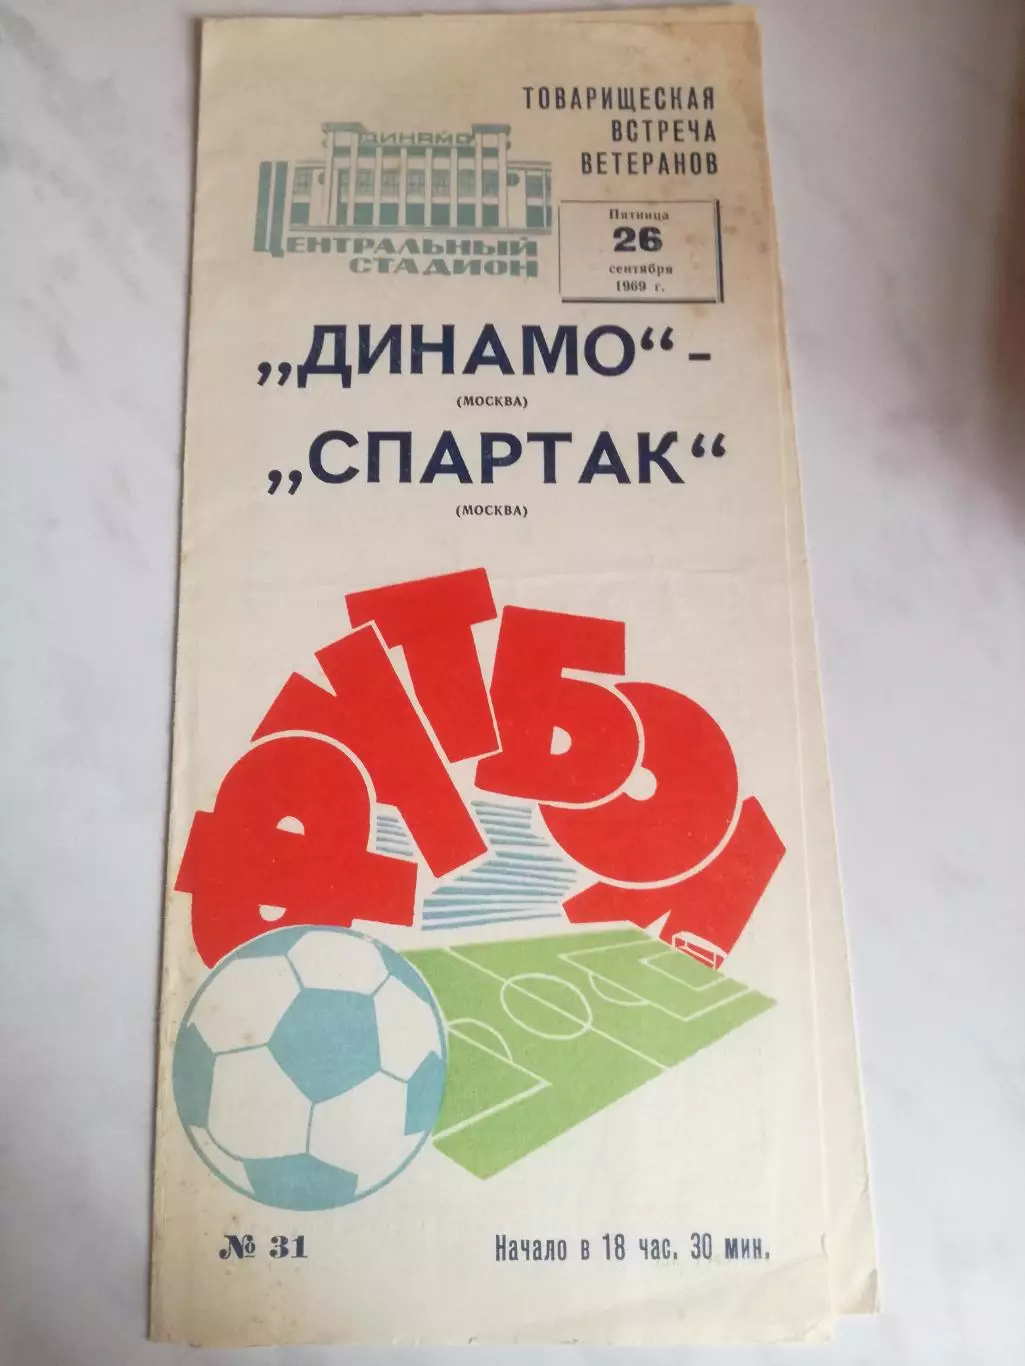 ТОВАРИЩЕСКАЯ
ВСТРЕЧА
ВЕТЕРАНОВ
ДИНАМО
ЦЕНТРАЛЬНЫЙ
СТАДИОН
Пятница
26
сентября
1969 г.
„ДИНАМО“ -
(МОСКВА)
„СПАРТАК“
(МОСКВА)
ФУТБОЛ
№ 31
Начало в 18 час. 30 мин.